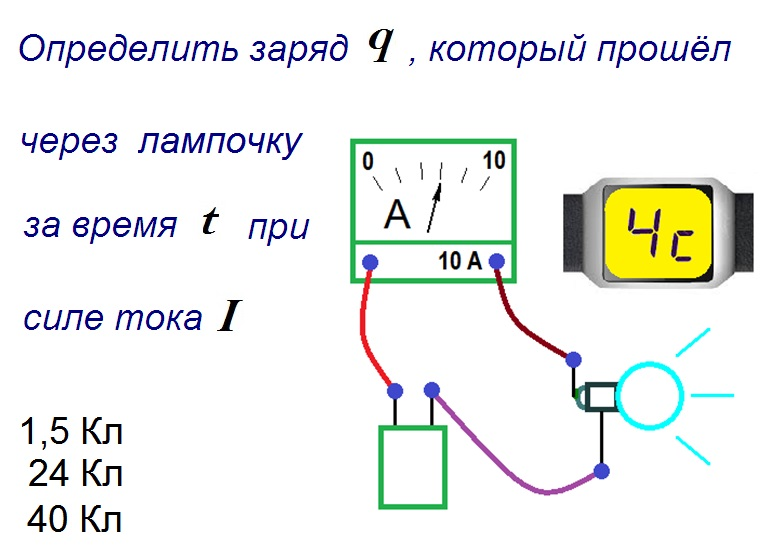 Определить заряд q , который прошёл
через лампочку
за время t при
силе тока I
0 10
A
10 A
4c
1,5 Кл
24 Кл
40 Кл